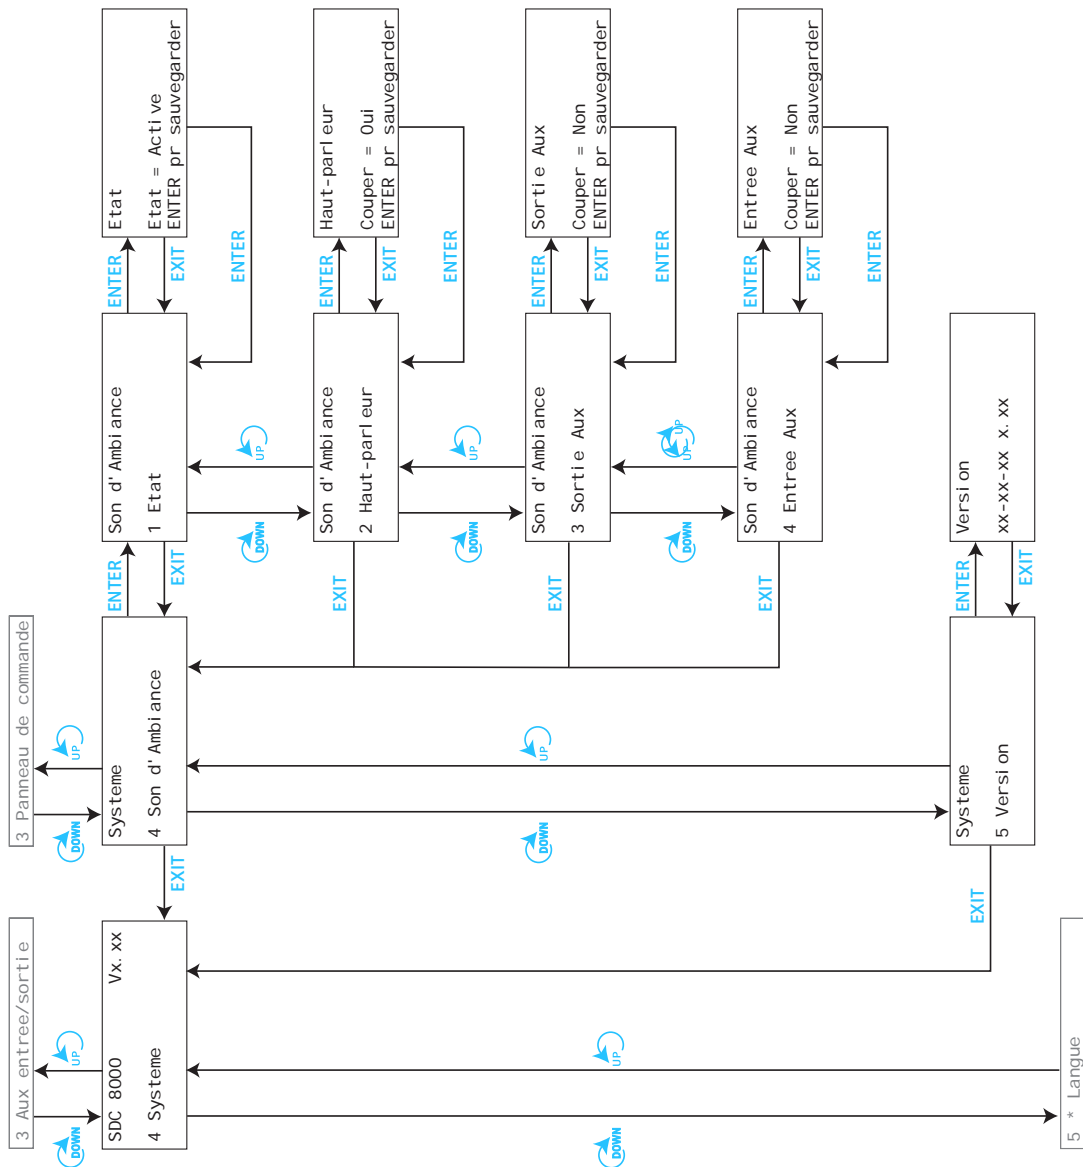 3 Aux entree/sortie
3 Panneau de commande
DOWN
UP
DOWN
UP
SDC 8000 Vx.xx
4 Systeme
EXIT
Systeme
4 Son d'Ambiance
ENTER
EXIT
Son d'Ambiance
1 Etat
ENTER
EXIT
Etat
Etat = Active
ENTER pr sauvegarder
ENTER
DOWN
UP
EXIT
Son d'Ambiance
2 Haut-parleur
ENTER
EXIT
Haut-parleur
Couper = Oui
ENTER pr sauvegarder
ENTER
DOWN
UP
DOWN
UP
EXIT
Son d'Ambiance
3 Sortie Aux
ENTER
EXIT
Sortie Aux
Couper = Non
ENTER pr sauvegarder
ENTER
DOWN
UP
DOWN
UP
UP
EXIT
Son d'Ambiance
4 Entree Aux
ENTER
EXIT
Entree Aux
Couper = Non
ENTER pr sauvegarder
ENTER
EXIT
Systeme
5 Version
ENTER
EXIT
Version
xx-xx-xx x.xx
5 * Langue